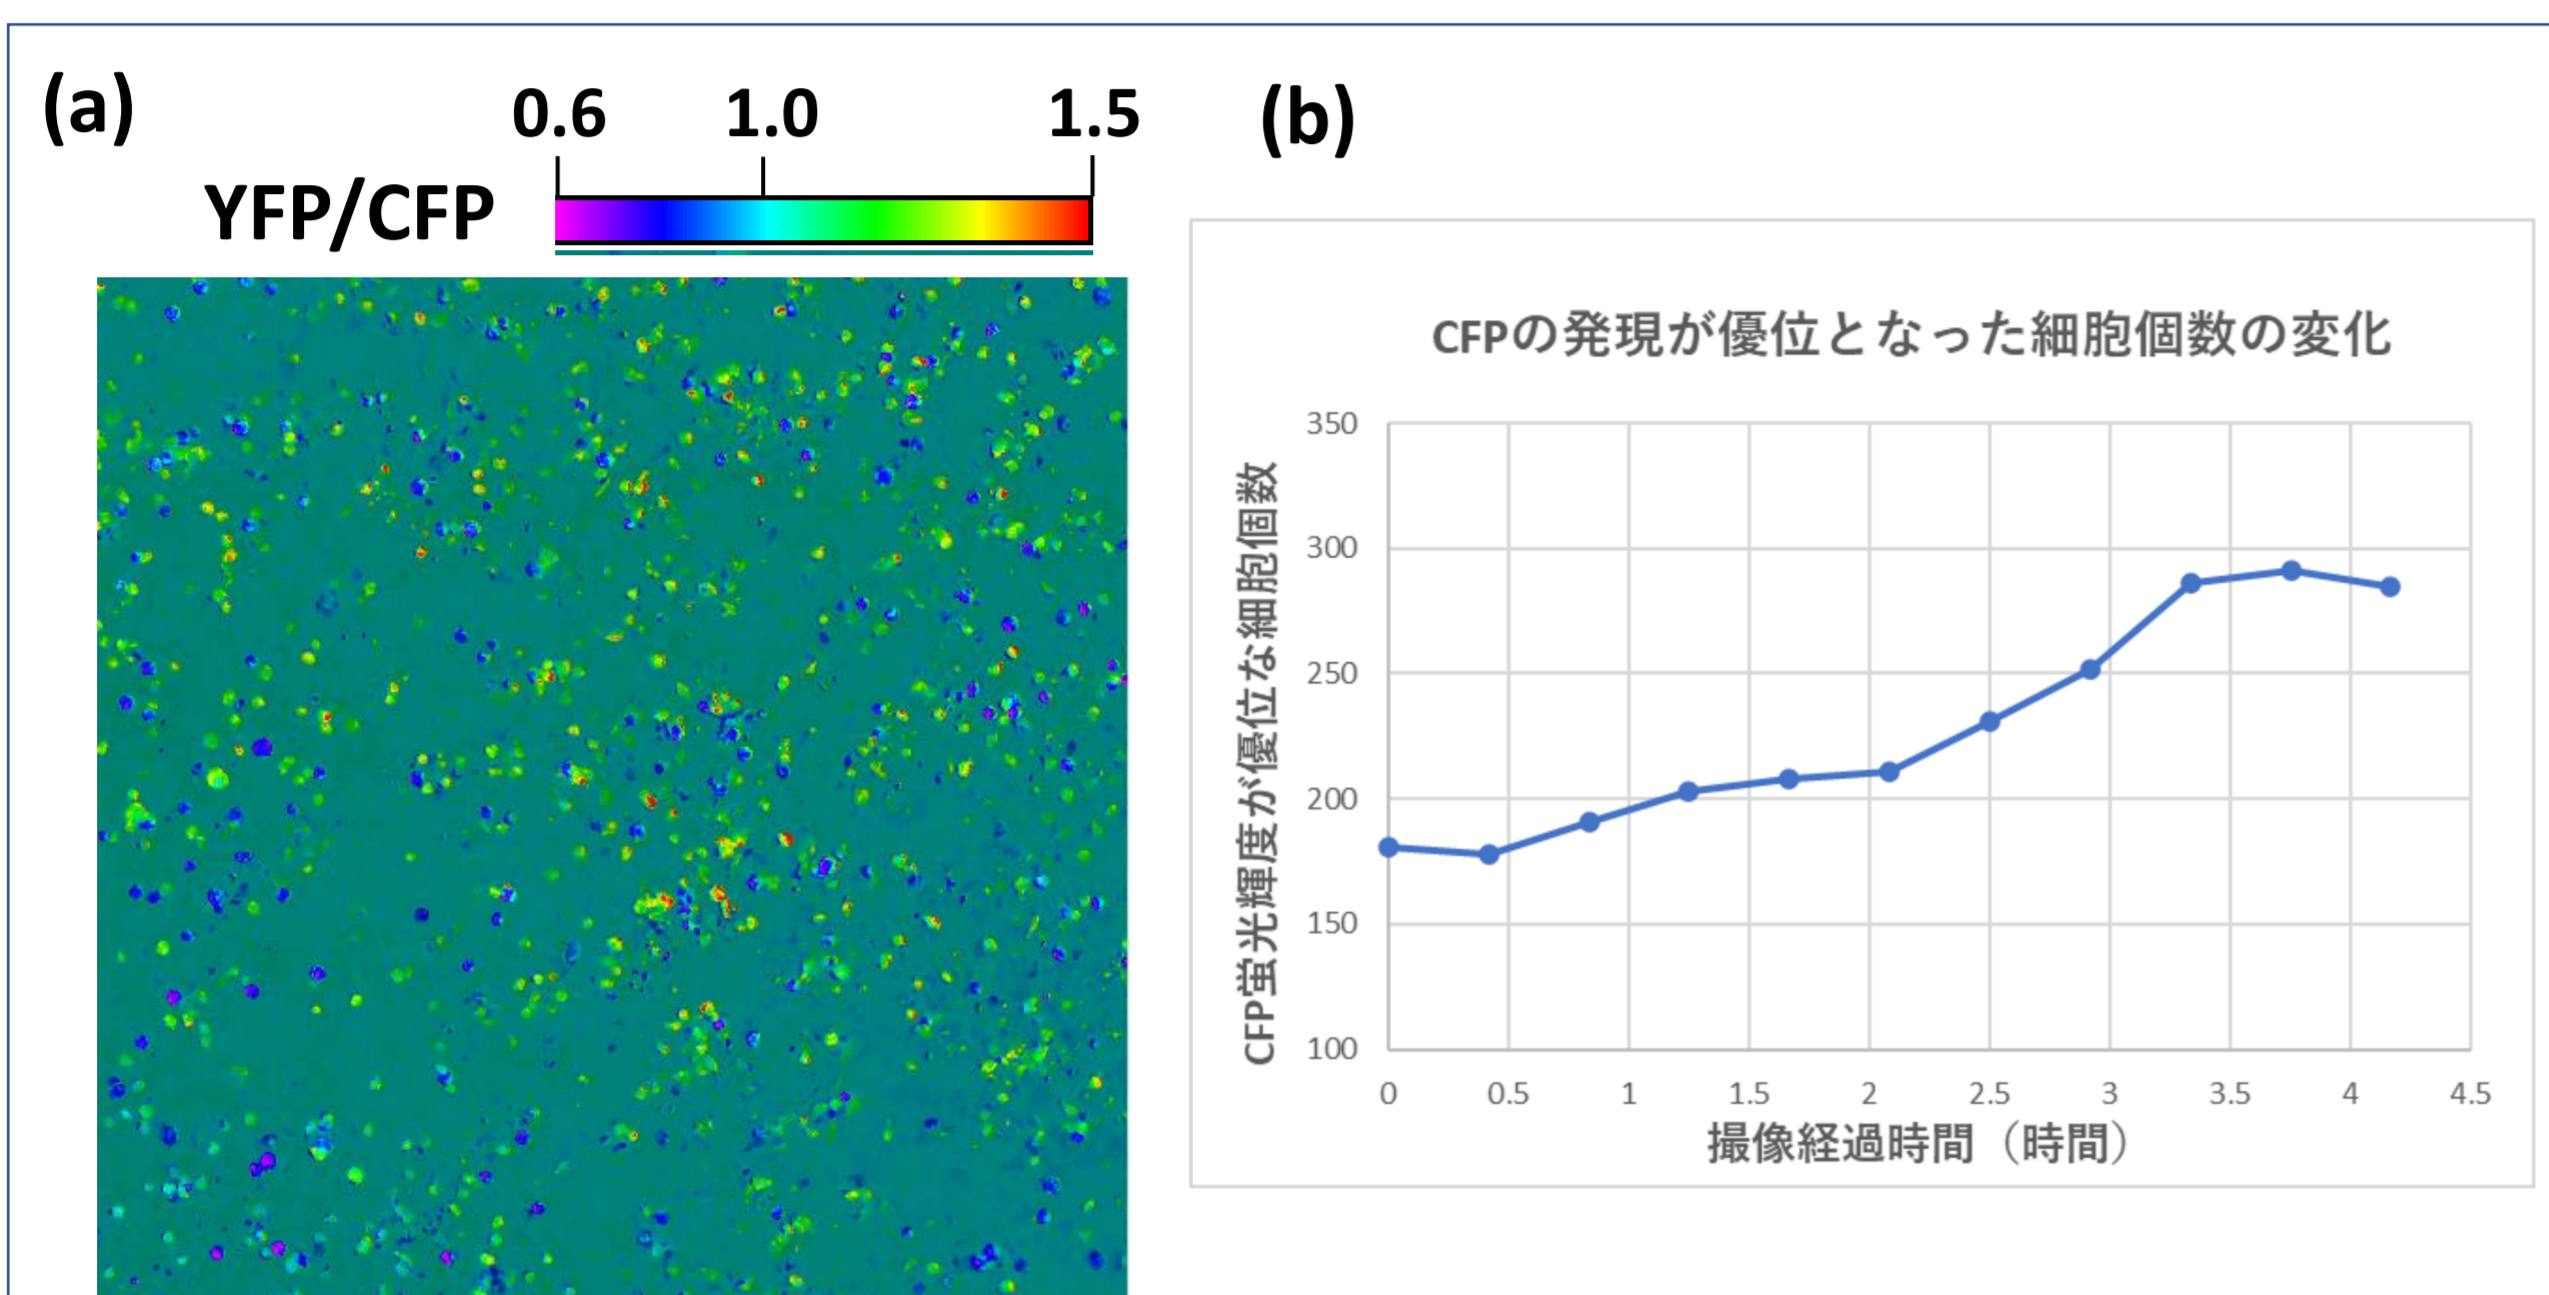 (a)
0.6 1.0 1.5
YFP/CFP
(b)
CFPの発現が優位となった細胞個数の変化
CFP蛍光輝度が優位な細胞個数
350
300
250
200
150
100
0 0.5 1 1.5 2 2.5 3 3.5 4 4.5
撮像経過時間（時間）